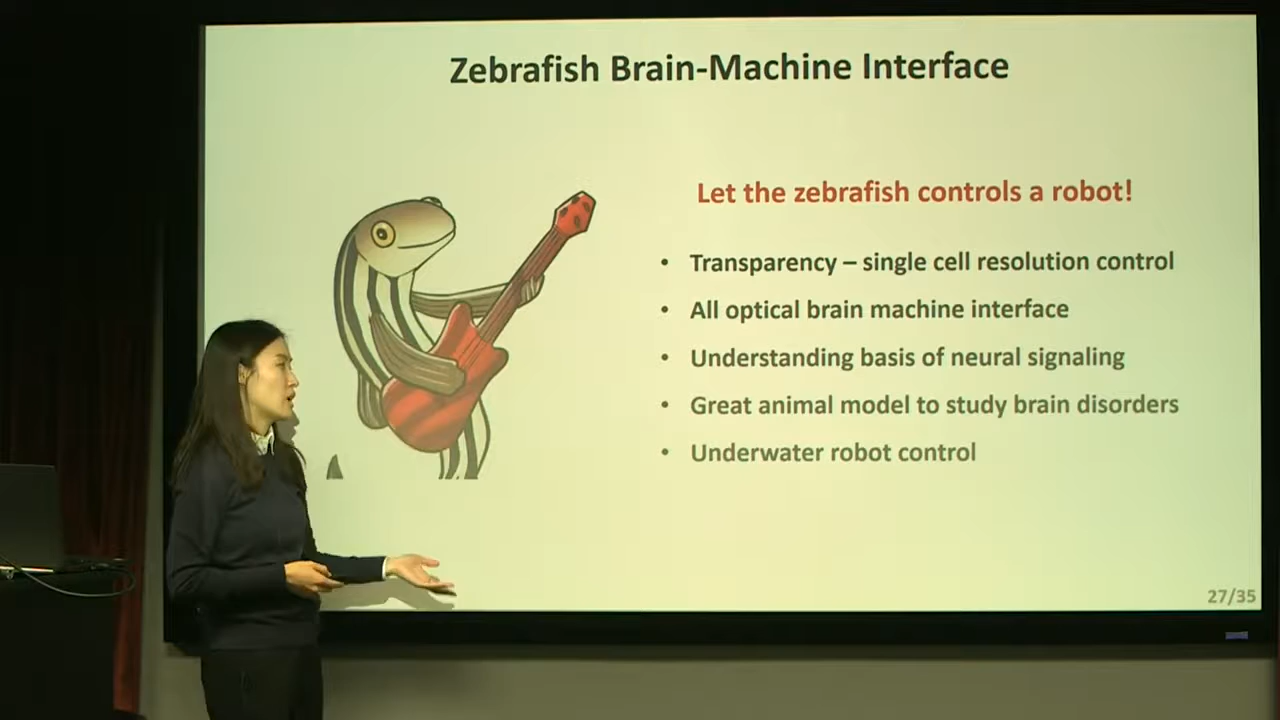 Zebrafish Brain-Machine Interface
Let the zebrafish controls a robot!
• Transparency – single cell resolution control
• All optical brain machine interface
• Understanding basis of neural signaling
• Great animal model to study brain disorders
• Underwater robot control
27/35